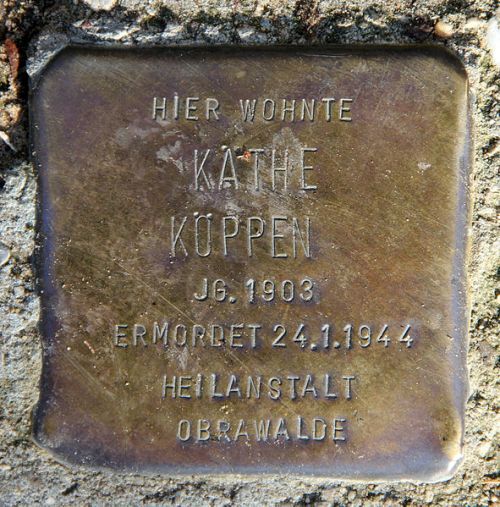 HIER WOHNTE
KÄTHE
KÖPPEN
JG. 1903
ERMORDET 24.1.1944
HEILANSTALT
OBRAWALDE